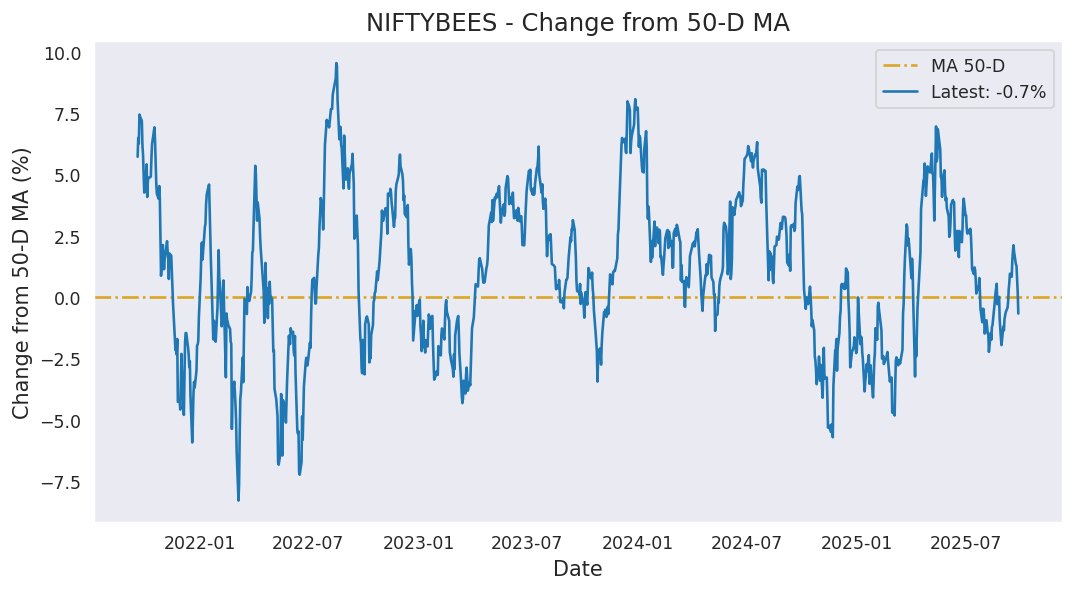 NIFTYBEES - Change from 50-D MA
MA 50-D
Latest: -0.7%
Change from 50-D MA (%)
10.0
7.5
5.0
2.5
0.0
−2.5
−5.0
−7.5
2022-01 2022-07 2023-01 2023-07 2024-01 2024-07 2025-01 2025-07
Date